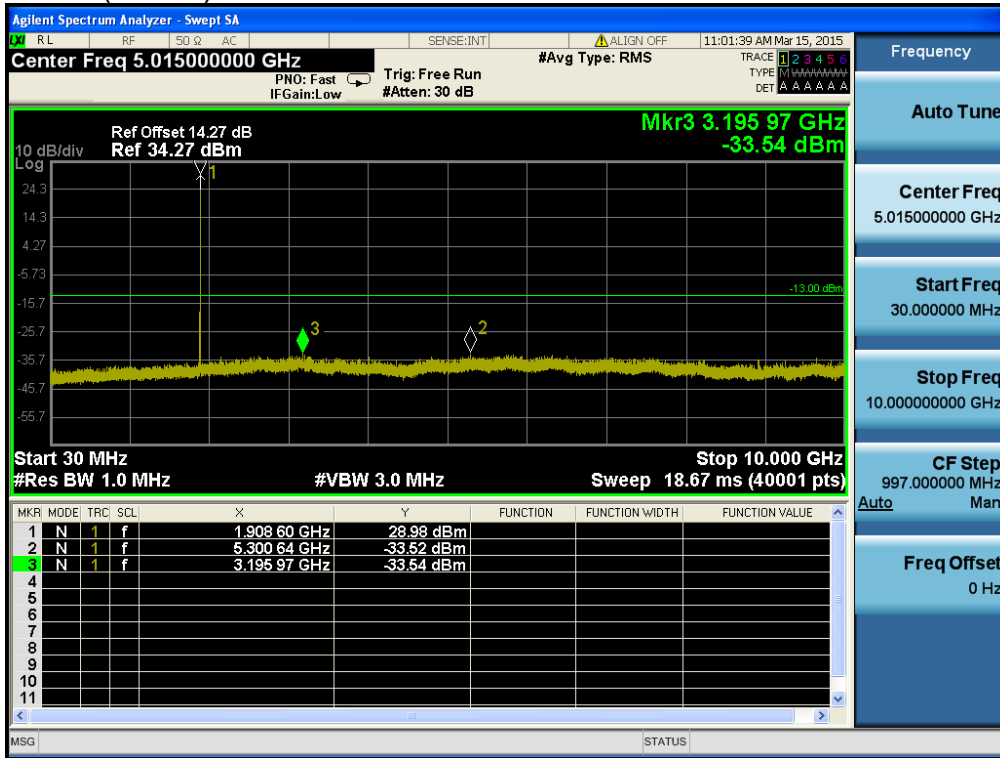 Agilent Spectrum Analyzer - Swept SA
LXI RL RF 50 Ω AC SENSE:INT ALIGN OFF 11:01:39 AM Mar 15, 2015
Center Freq 5.015000000 GHz #Avg Type: RMS TRACE 1 2 3 4 5 6
PNO: Fast Trig: Free Run TYPE M WWWWW
IFGain:Low #Atten: 30 dB DET A A A A A A
Mkr3 3.195 97 GHz
-33.54 dBm
Ref Offset 14.27 dB
10 dB/div Ref 34.27 dBm
Log
1
24.3
14.3
4.27
-5.73
-13.00 dBm
-15.7
-25.7
3
2
-35.7
-45.7
-55.7
Start 30 MHz Stop 10.000 GHz
#Res BW 1.0 MHz #VBW 3.0 MHz Sweep 18.67 ms (40001 pts)
MKR MODE TRC SCL X Y FUNCTION FUNCTION WIDTH FUNCTION VALUE
1 N 1 f 1.908 60 GHz 28.98 dBm
2 N 1 f 5.300 64 GHz -33.52 dBm
3 N 1 f 3.195 97 GHz -33.54 dBm
4
5
6
7
8
9
10
11
MSG STATUS
Frequency
Auto Tune
Center Freq
5.015000000 GHz
Start Freq
30.000000 MHz
Stop Freq
10.000000000 GHz
CF Step
997.000000 MHz
Auto Man
Freq Offset
0 Hz